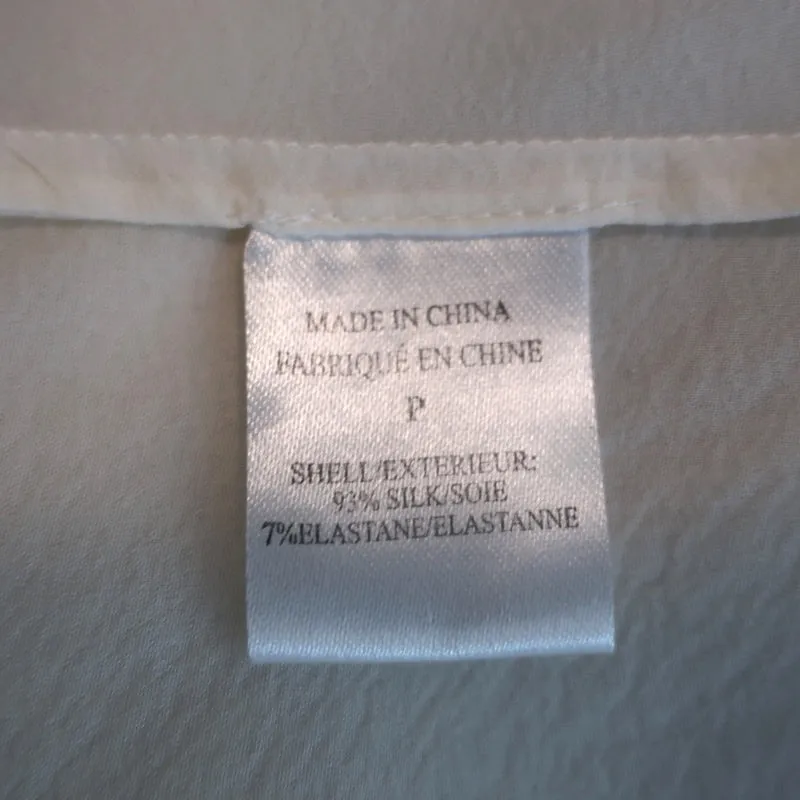 MADE IN CHINA
FABRIQUÉ EN CHINE
P
SHELL/EXTERIEUR:
93% SILK/SOIE
7%ELASTANE/ELASTANNE